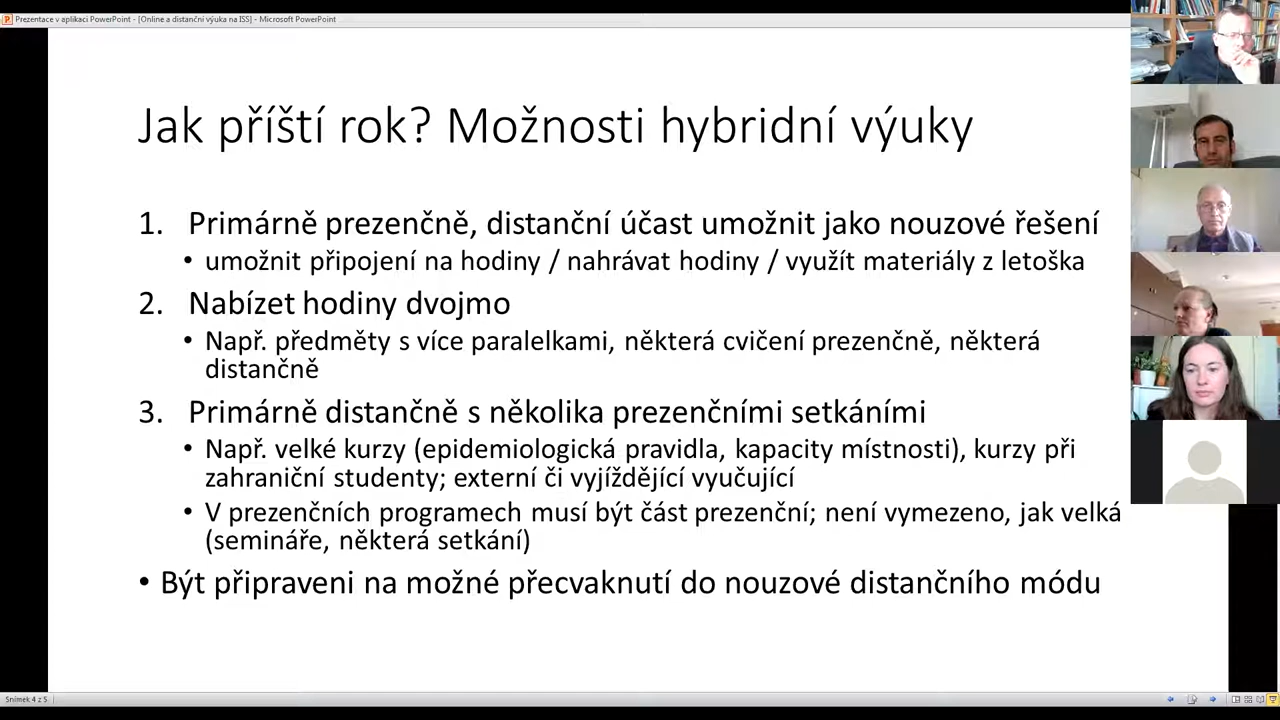 Prezentace v aplikaci PowerPoint - [Online a distanční výuka na ISS] - Microsoft PowerPoint
Jak příští rok? Možnosti hybridní výuky
1. Primárně prezenčně, distanční účast umožnit jako nouzové řešení
• umožnit připojení na hodiny / nahrávat hodiny / využít materiály z letoška
2. Nabízet hodiny dvojmo
• Např. předměty s více paralelkami, některá cvičení prezenčně, některá
distančně
3. Primárně distančně s několika prezenčními setkáními
• Např. velké kurzy (epidemiologická pravidla, kapacity místnosti), kurzy při
zahraniční studenty; externí či vyjíždějící vyučující
• V prezenčních programech musí být část prezenční; není vymezeno, jak velká
(semináře, některá setkání)
• Být připraveni na možné přecvaknutí do nouzové distančního módu
Snímek 4 z 5